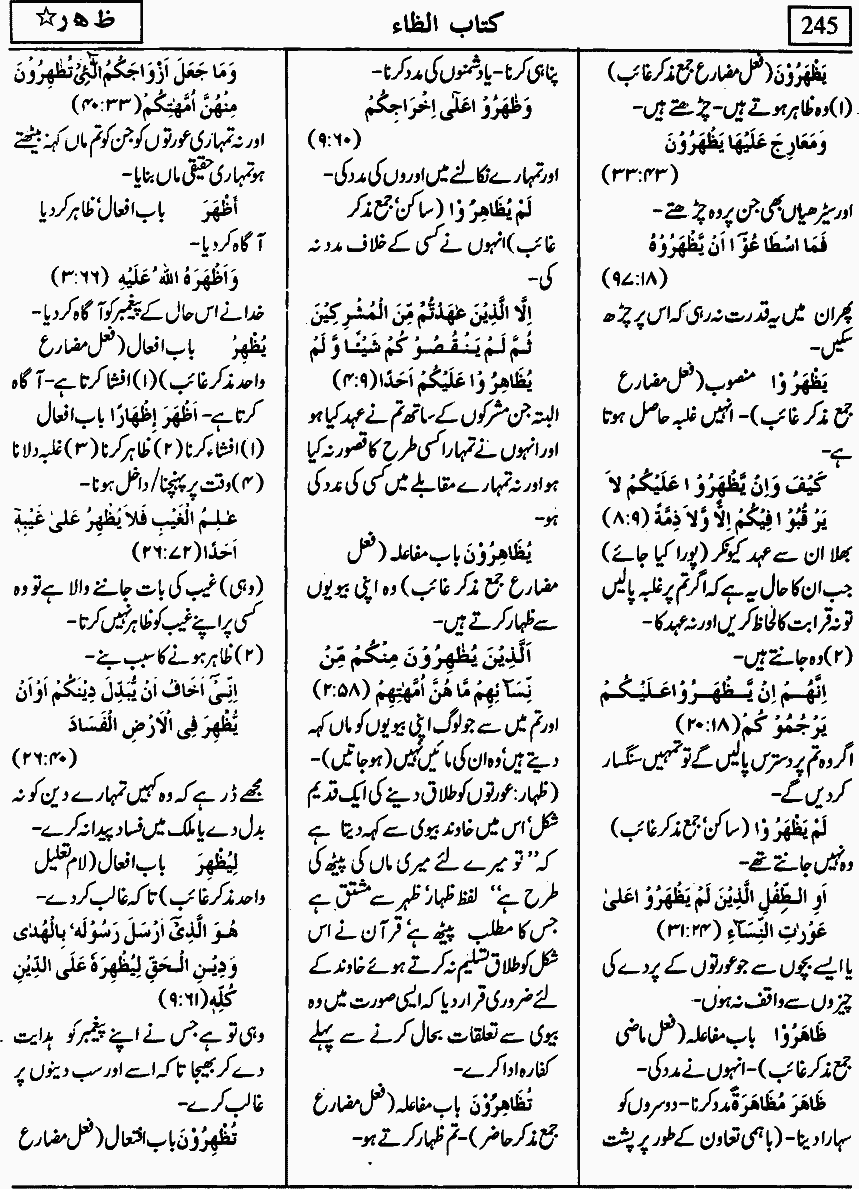 245
کتاب الظاء
ظ ھ ر☆
يَظْهَرُوْنَ (فعل مضارع جمع مذکر غائب)
(۱)وہ ظاہر ہوتے ہیں- چڑھتے ہیں-
وَمَعَارِجَ عَلَيْهَا يَظْهَرُوْنَ
(۳۳:۴۳)
اور سیڑھیاں بھی جن پر وہ چڑھتے-
فَمَا اسْطَاعُوْٓا اَنْ يَّظْهَرُوْهُ
(۹۷:۱۸)
پھر ان میں یہ قدرت نہ رہی کہ اس پر چڑھ
سکیں-
يَظْهَرُوْا منصوب(فعل مضارع
جمع مذکر غائب)- انہیں غلبہ حاصل ہوتا
ہے-
كَيْفَ وَاِنْ يَّظْهَرُوْا عَلَيْكُمْ لَا
يَرْقُبُوْا فِيْكُمْ اِلًّا وَّلَا ذِمَّةً (۸:۹)
بھلا ان سے عہد کیونکر (پورا کیا جائے)
جب ان کا حال یہ ہے کہ اگر تم پر غلبہ پالیں
تو نہ قرابت کا لحاظ کریں اور نہ عہد کا-
(۲)وہ جانتے ہیں-
اِنَّهُمْ اِنْ يَّظْهَرُوْا عَلَيْكُمْ
يَرْجُمُوْكُمْ(۲۰:۱۸)
اگر وہ تم پر دسترس پالیں گے تو تمہیں سنگسار
کردیں گے-
لَمْ يَظْهَرُوْا (ساکن' جمع مذکر غائب)
وہ نہیں جانتے تھے-
اَوِ الطِّفْلِ الَّذِيْنَ لَمْ يَظْهَرُوْا عَلٰى
عَوْرٰتِ النِّسَآءِ (۳۱:۲۴)
یا ایسے بچوں سے جو عورتوں کے پردے کی
چیزوں سے واقف نہ ہوں-
ظَاهَرُوْا باب مفاعلہ(فعل ماضی
جمع مذکر غائب)- انہوں نے مدد کی-
ظَاهَرَ مُظَاهَرَةً مدد کرنا- دوسروں کو
سہارا دینا-(باہمی تعاون کے طور پر پشت
پناہی کرنا- یا دشمنوں کی مدد کرنا-
وَظٰهَرُوْا عَلٰٓى اِخْرَاجِكُمْ
(۹:۶۰)
اور تمہارے نکالنے میں اوروں کی مدد کی-
لَمْ يُظَاهِرُوْا (ساکن' جمع مذکر
غائب)انہوں نے کسی کے خلاف مدد نہ
کی-
اِلَّا الَّذِيْنَ عٰهَدْتُّمْ مِّنَ الْمُشْرِكِيْنَ
ثُمَّ لَمْ يَنْقُصُوْكُمْ شَيْئًا وَّلَمْ
يُظَاهِرُوْا عَلَيْكُمْ اَحَدًا(۴:۹)
البتہ جن مشرکوں کے ساتھ تم نے عہد کیا ہو
اور انہوں نے تمہارا کسی طرح کا قصور نہ کیا
ہو اور نہ تمہارے مقابلے میں کسی کی مدد کی
ہو-
يُظَاهِرُوْنَ باب مفاعلہ (فعل
مضارع جمع مذکر غائب) وہ اپنی بیویوں
سے ظہار کرتے ہیں-
اَلَّذِيْنَ يُظٰهِرُوْنَ مِنْكُمْ مِّنْ
نِّسَآئِهِمْ مَّا هُنَّ اُمَّهٰتِهِمْ (۲:۵۸)
اور تم میں سے جو لوگ اپنی بیویوں کو ماں کہہ
دیتے ہیں' وہ ان کی مائیں نہیں(ہوجاتیں)-
(ظہار: عورتوں کو طلاق دینے کی ایک قدیم
شکل' اس میں خاوند بیوی سے کہہ دیتا ہے
کہ ''تو میرے لئے میری ماں کی پیٹھ کی
طرح ہے'' لفظ ظہار' ظہر سے مشتق ہے
جس کا مطلب پیٹھ ہے' قرآن نے اس
شکل کو طلاق تسلیم نہ کرتے ہوئے خاوند کے
لئے ضروری قرار دیا کہ ایسی صورت میں وہ
بیوی سے تعلقات بحال کرنے سے پہلے
کفارہ ادا کرے-
تُظَاهِرُوْنَ باب مفاعلہ(فعل مضارع
جمع مذکر حاضر)- تم ظہار کرتے ہو-
وَمَا جَعَلَ اَزْوَاجَكُمُ الّٰٓـِٔيْ تُظٰهِرُوْنَ
مِنْهُنَّ اُمَّهٰتِكُمْ(۴۰:۳۳)
اور نہ تمہاری عورتوں کو جن کو تم ماں کہہ بیٹھتے
ہو تمہاری حقیقی ماں بنایا-
اَظْهَرَ باب افعال' ظاہر کردیا
آگاہ کردیا-
وَاَظْهَرَهُ اللّٰهُ عَلَيْهِ (۳:۶۶)
خدا نے اس حال کے پیغمبر کو آگاہ کردیا-
يُظْهِرُ باب افعال(فعل مضارع
واحد مذکر غائب)(۱)افشا کرتا ہے- آگاہ
کرتا ہے- اَظْهَرَ اِظْهَارًا باب افعال
(۱)افشاء کرنا(۲)ظاہر کرنا(۳)غلبہ دلانا
(۴)وقت پر پہنچنا/داخل ہونا-
عٰلِمُ الْغَيْبِ فَلَا يُظْهِرُ عَلٰى غَيْبِهٖٓ
اَحَدًا(۲۶:۷۲)
(وہی)غیب کی بات جاننے والا ہے تو وہ
کسی پر اپنے غیب کو ظاہر نہیں کرتا-
(۲)ظاہر ہونے کا سبب بنے-
اِنِّيْٓ اَخَافُ اَنْ يُّبَدِّلَ دِيْنَكُمْ اَوْاَنْ
يُّظْهِرَ فِى الْاَرْضِ الْفَسَادَ
(۲۶:۴۰)
مجھے ڈر ہے کہ وہ کہیں تمہارے دین کو نہ
بدل دے یا ملک میں فساد پیدا نہ کرے-
لِيُظْهِرَ باب افعال (لام تعلیل
واحد مذکر غائب)تاکہ غالب کردے-
هُوَ الَّذِيْٓ اَرْسَلَ رَسُوْلَهٗ بِالْهُدٰى
وَدِيْنِ الْحَقِّ لِيُظْهِرَهٗ عَلَى الدِّيْنِ
كُلِّهٖ(۹:۶۱)
وہی تو ہے جس نے اپنے پیغمبر کو ہدایت
دے کر بھیجا تاکہ اسے اور سب دینوں پر
غالب کرے-
تُظْهِرُوْنَ باب افتعال(فعل مضارع